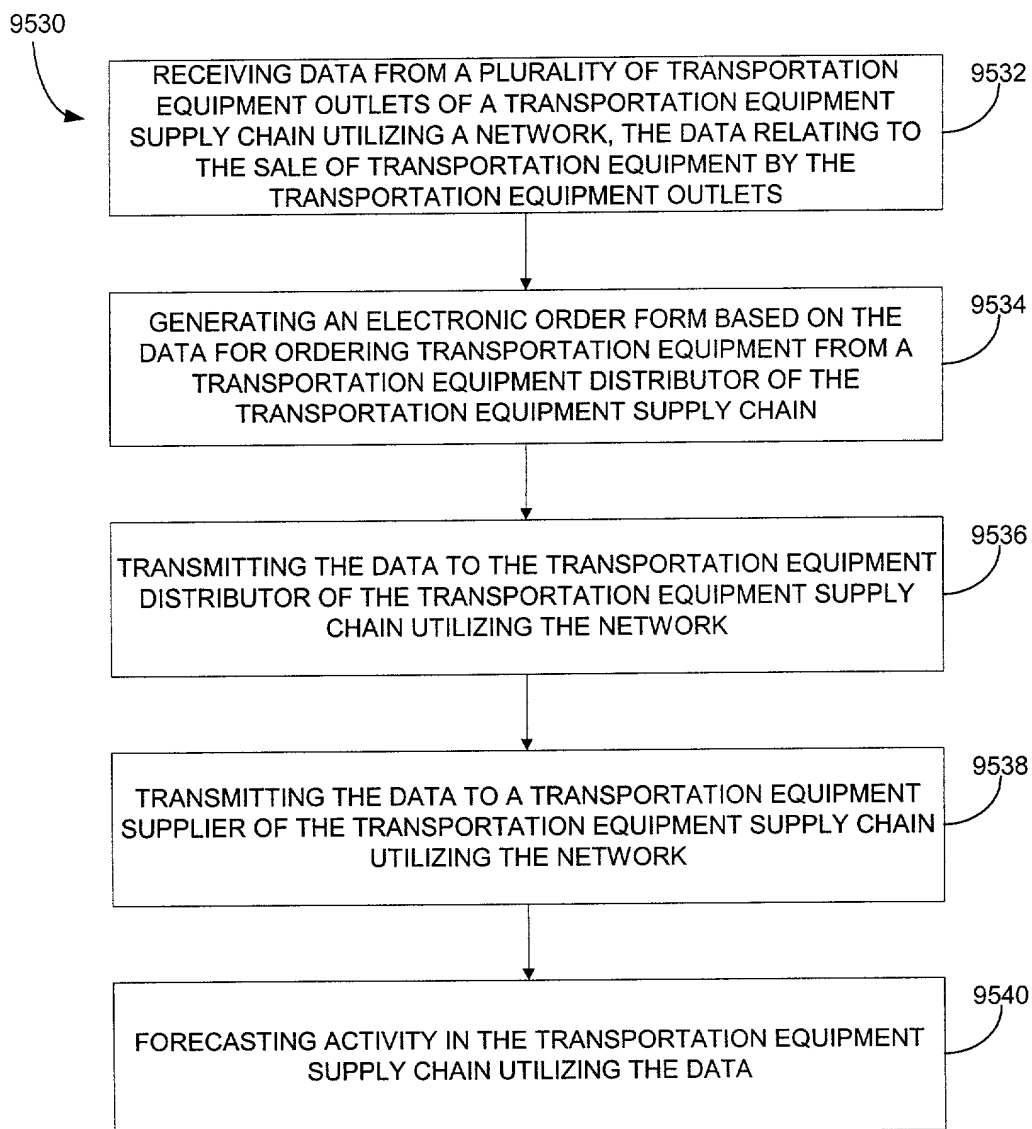 9530
RECEIVING DATA FROM A PLURALITY OF TRANSPORTATION
EQUIPMENT OUTLETS OF A TRANSPORTATION EQUIPMENT
SUPPLY CHAIN UTILIZING A NETWORK, THE DATA RELATING TO
THE SALE OF TRANSPORTATION EQUIPMENT BY THE
TRANSPORTATION EQUIPMENT OUTLETS
9532
GENERATING AN ELECTRONIC ORDER FORM BASED ON THE
DATA FOR ORDERING TRANSPORTATION EQUIPMENT FROM A
TRANSPORTATION EQUIPMENT DISTRIBUTOR OF THE
TRANSPORTATION EQUIPMENT SUPPLY CHAIN
9534
TRANSMITTING THE DATA TO THE TRANSPORTATION EQUIPMENT
DISTRIBUTOR OF THE TRANSPORTATION EQUIPMENT SUPPLY
CHAIN UTILIZING THE NETWORK
9536
TRANSMITTING THE DATA TO A TRANSPORTATION EQUIPMENT
SUPPLIER OF THE TRANSPORTATION EQUIPMENT SUPPLY CHAIN
UTILIZING THE NETWORK
9538
FORECASTING ACTIVITY IN THE TRANSPORTATION EQUIPMENT
SUPPLY CHAIN UTILIZING THE DATA
9540